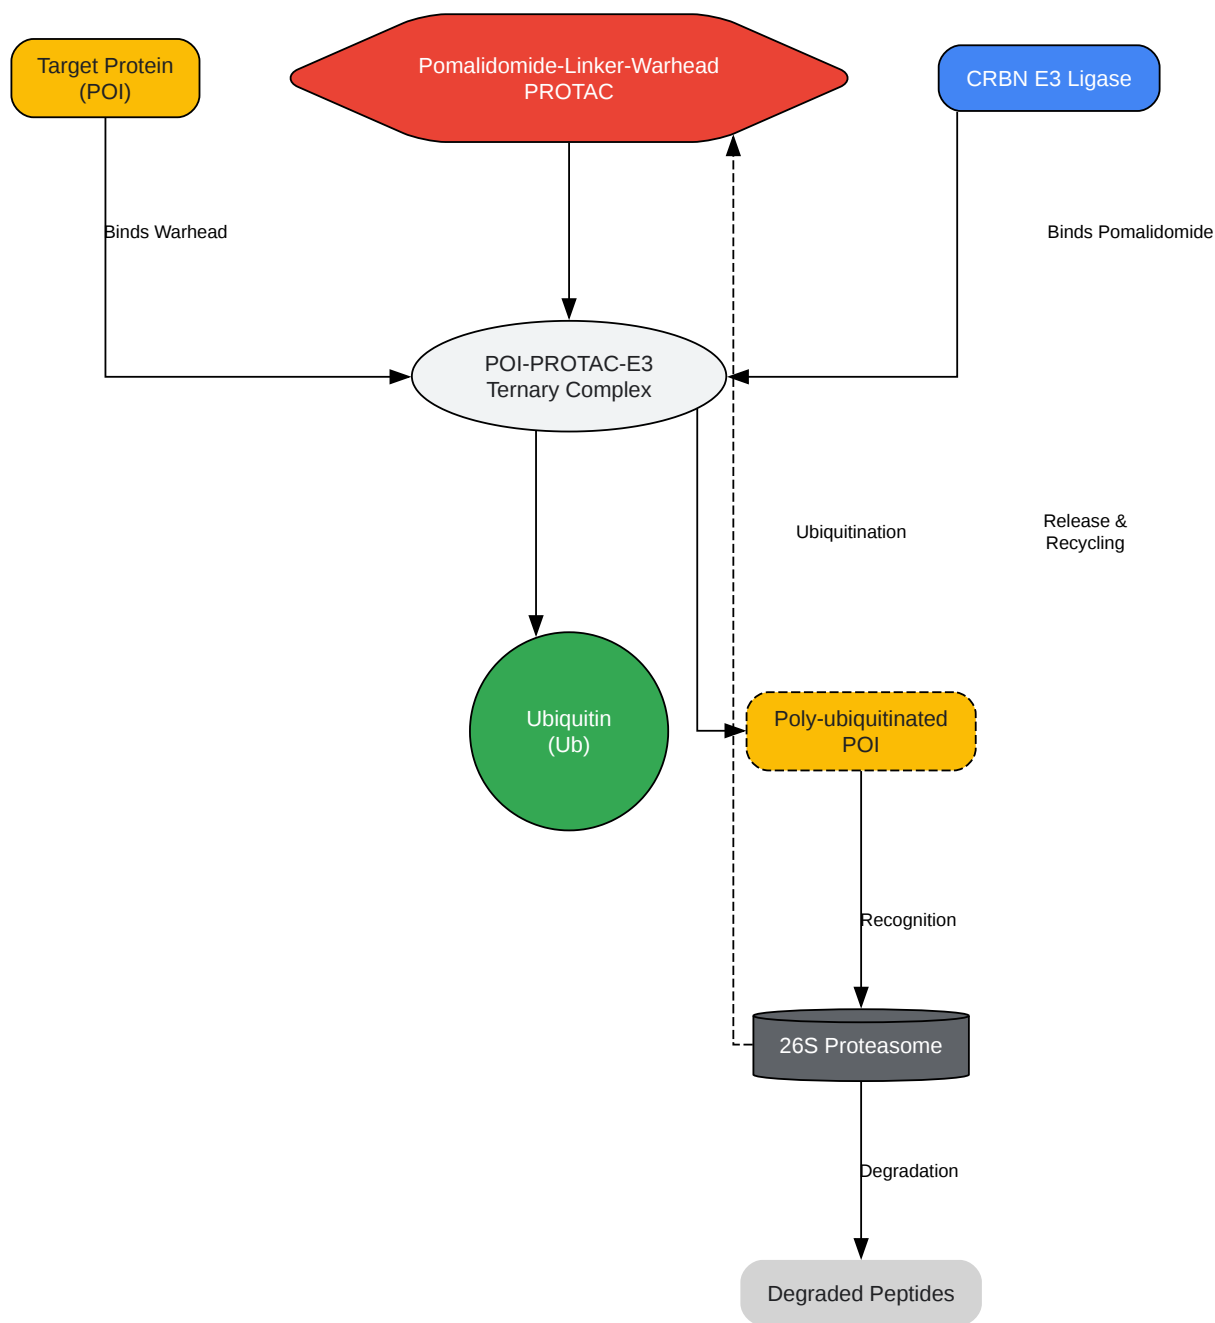 Target Protein
(POI)
Pomalidomide-Linker-Warhead
PROTAC
CRBN E3 Ligase
Binds Warhead
Binds Pomalidomide
POI-PROTAC-E3
Ternary Complex
Ubiquitination
Release &
Recycling
Ubiquitin
(Ub)
Poly-ubiquitinated
POI
Recognition
26S Proteasome
Degradation
Degraded Peptides